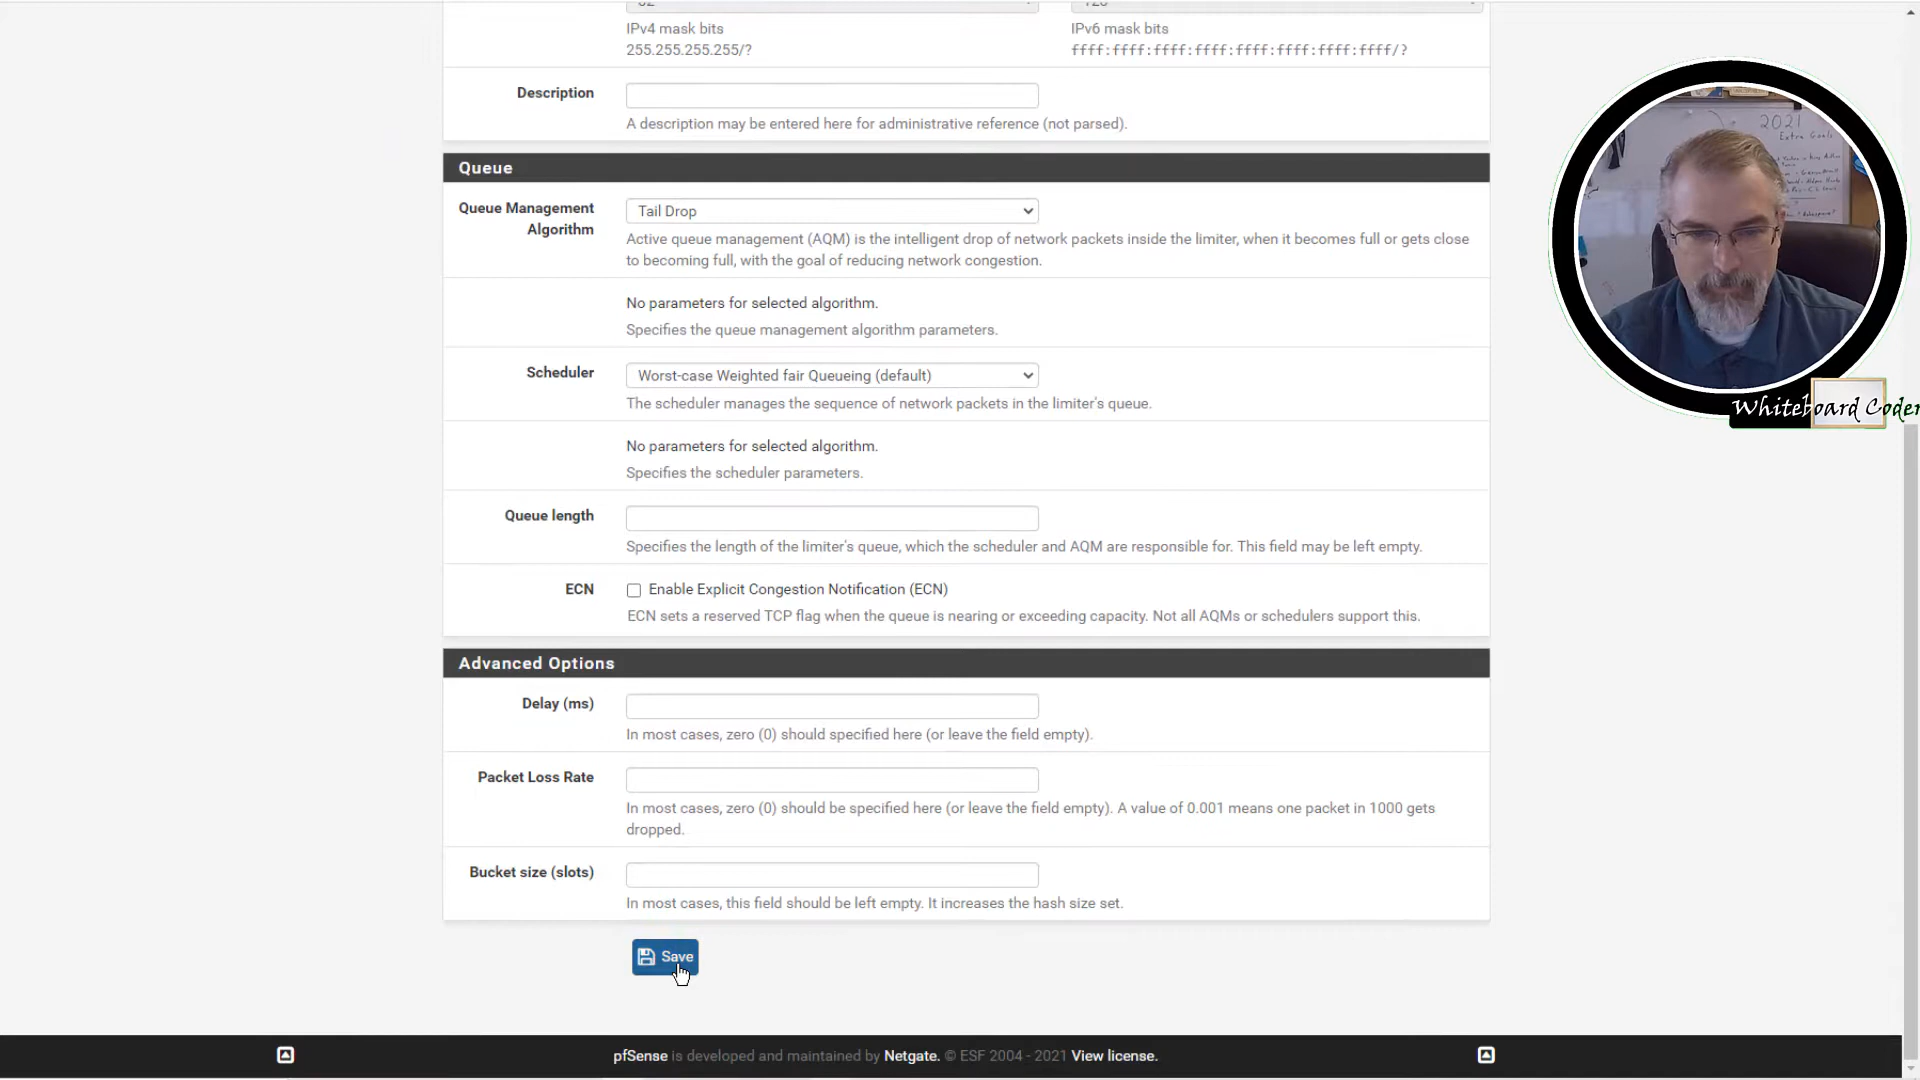 IPv4 mask bits
255.255.255.255/?
IPv6 mask bits
ffff:ffff:ffff:ffff:ffff:ffff:ffff:ffff/?
Description
A description may be entered here for administrative reference (not parsed).
Queue
Queue Management
Algorithm
Tail Drop
Active queue management (AQM) is the intelligent drop of network packets inside the limiter, when it becomes full or gets close
to becoming full, with the goal of reducing network congestion.
No parameters for selected algorithm.
Specifies the queue management algorithm parameters.
Scheduler
Worst-case Weighted fair Queueing (default)
The scheduler manages the sequence of network packets in the limiter's queue.
No parameters for selected algorithm.
Specifies the scheduler parameters.
Queue length
Specifies the length of the limiter's queue, which the scheduler and AQM are responsible for. This field may be left empty.
ECN
Enable Explicit Congestion Notification (ECN)
ECN sets a reserved TCP flag when the queue is nearing or exceeding capacity. Not all AQMs or schedulers support this.
Advanced Options
Delay (ms)
In most cases, zero (0) should specified here (or leave the field empty).
Packet Loss Rate
In most cases, zero (0) should be specified here (or leave the field empty). A value of 0.001 means one packet in 1000 gets
dropped.
Bucket size (slots)
In most cases, this field should be left empty. It increases the hash size set.
Save
pfSense is developed and maintained by Netgate. © ESF 2004 - 2021 View license.
2021
Extra Goals
Whiteboard Coder